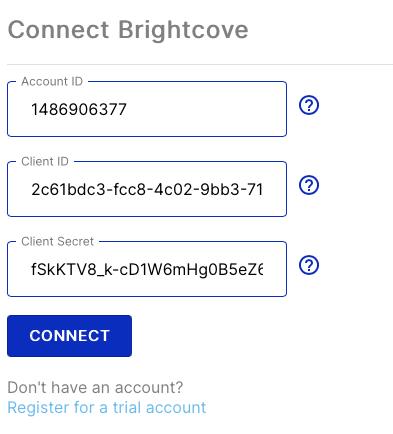 Connect Brightcove
Account ID
1486906377
Client ID
2c61bdc3-fcc8-4c02-9bb3-71
Client Secret
fSkKTV8_k-cD1W6mHg0B5eZ6
CONNECT
Don't have an account?
Register for a trial account